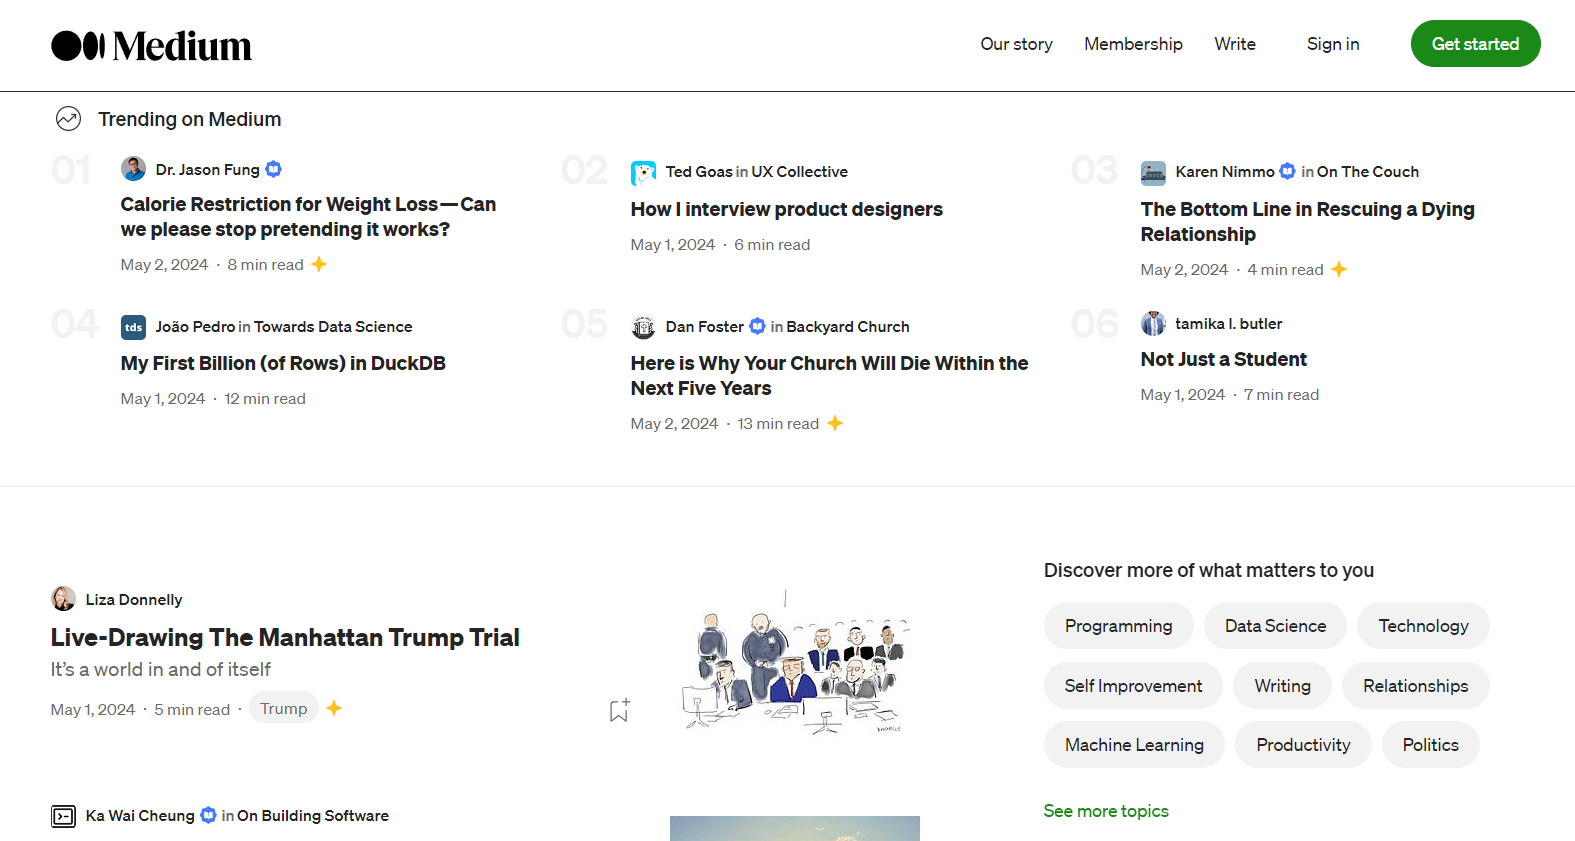 Medium
Our story
Membership
Write
Sign in
Get started
Trending on Medium
01
Dr. Jason Fung
Calorie Restriction for Weight Loss — Can
we please stop pretending it works?
May 2, 2024 · 8 min read
02
Ted Goas in UX Collective
How I interview product designers
May 1, 2024 · 6 min read
03
Karen Nimmo in On The Couch
The Bottom Line in Rescuing a Dying
Relationship
May 2, 2024 · 4 min read
04
tds
João Pedro in Towards Data Science
My First Billion (of Rows) in DuckDB
May 1, 2024 · 12 min read
05
Dan Foster in Backyard Church
Here is Why Your Church Will Die Within the
Next Five Years
May 2, 2024 · 13 min read
06
tamika l. butler
Not Just a Student
May 1, 2024 · 7 min read
Liza Donnelly
Live-Drawing The Manhattan Trump Trial
It's a world in and of itself
May 1, 2024 · 5 min read · Trump
Ka Wai Cheung in On Building Software
Discover more of what matters to you
Programming
Data Science
Technology
Self Improvement
Writing
Relationships
Machine Learning
Productivity
Politics
See more topics